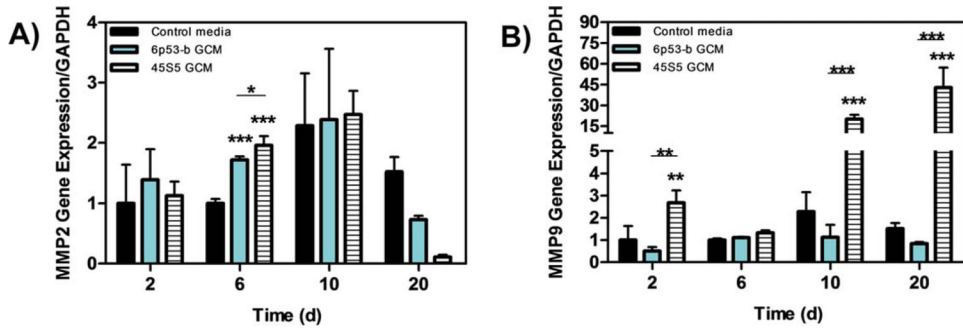 A)
MMP2 Gene Expression/GAPDH
4
3
2
1
0
Control media
6p53-b GCM
45S5 GCM
*
***
***
2
6
10
20
Time (d)
B)
MMP9 Gene Expression/GAPDH
90
75
60
45
30
15
5
4
3
2
1
0
Control media
6p53-b GCM
45S5 GCM
**
**
***
***
***
***
2
6
10
20
Time (d)